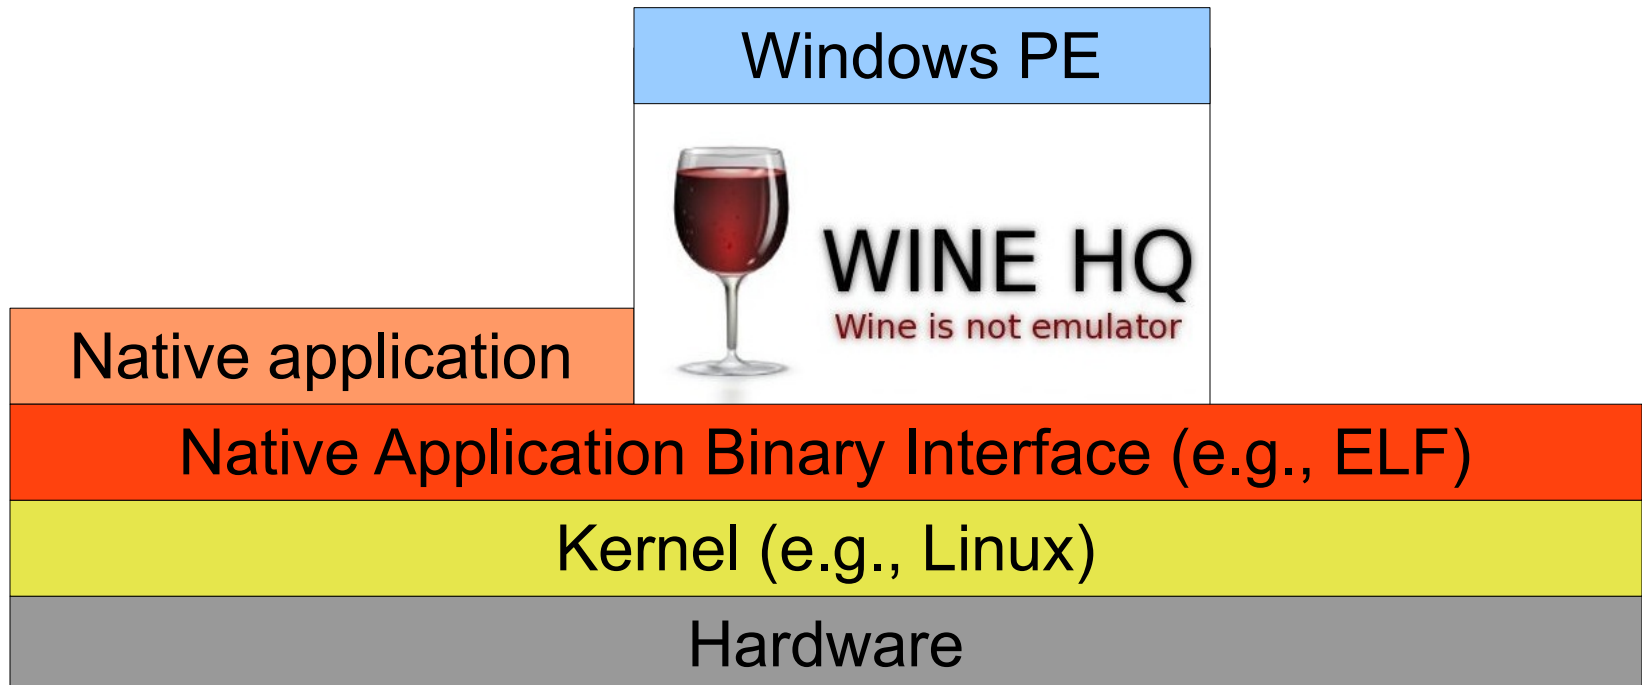 Windows PE
WINE HQ
Wine is not emulator
Native application
Native Application Binary Interface (e.g., ELF)
Kernel (e.g., Linux)
Hardware